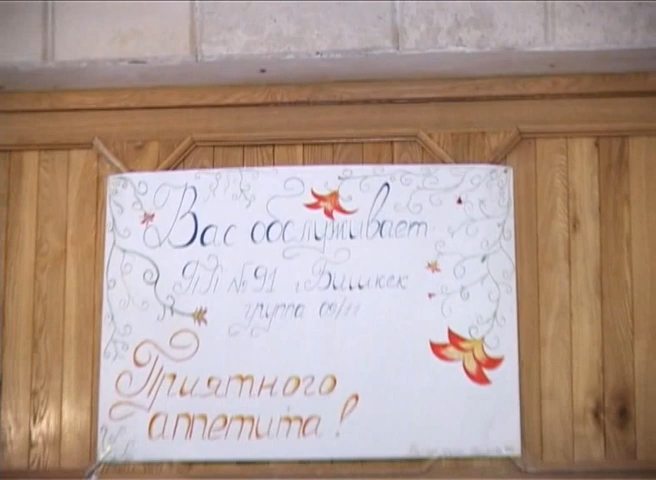 Вас обслуживает
ПЛ №91 г Бишкек
группа 09/11
Приятного
аппетита!